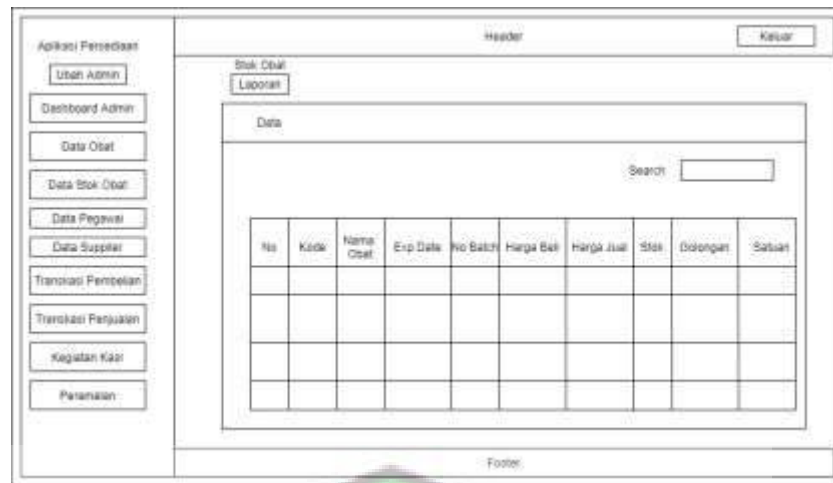 Aplikasi Persediaan
Ubah Admin
Dashboard Admin
Data Obat
Data Stok Obat
Data Pegawai
Data Supplier
Transkasi Pembelian
Transkasi Penjualan
Kegiatan Kasir
Peramalan
Header
Keluar
Stok Obat
Laporan
Data
Search
No Kode Nama Obat Exp Date No Batch Harga Beli Harga Jual Stok Golongan Satuan
Footer